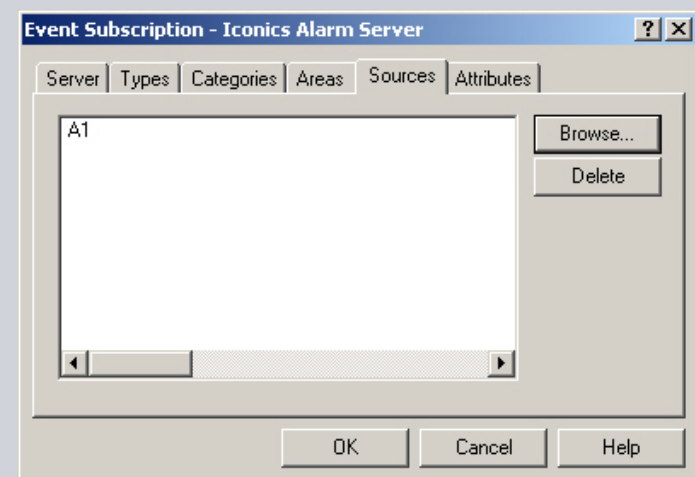 Event Subscription - Iconics Alarm Server
Server Types Categories Areas Sources Attributes
A1
Browse...
Delete
OK Cancel Help